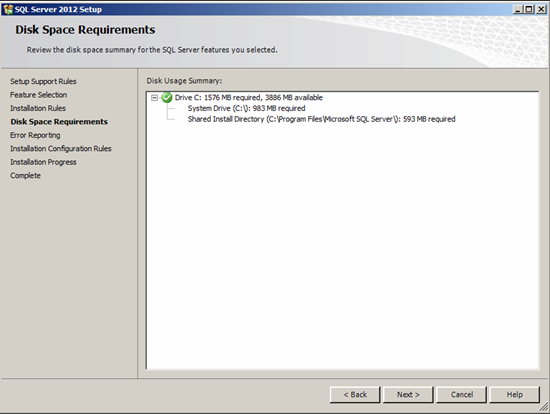 SQL Server 2012 Setup
Disk Space Requirements
Review the disk space summary for the SQL Server features you selected.
Setup Support Rules
Feature Selection
Installation Rules
Disk Space Requirements
Error Reporting
Installation Configuration Rules
Installation Progress
Complete
Disk Usage Summary:
Drive C: 1576 MB required, 3886 MB available
System Drive (C:\): 983 MB required
Shared Install Directory (C:\Program Files\Microsoft SQL Server\): 593 MB required
< Back
Next >
Cancel
Help